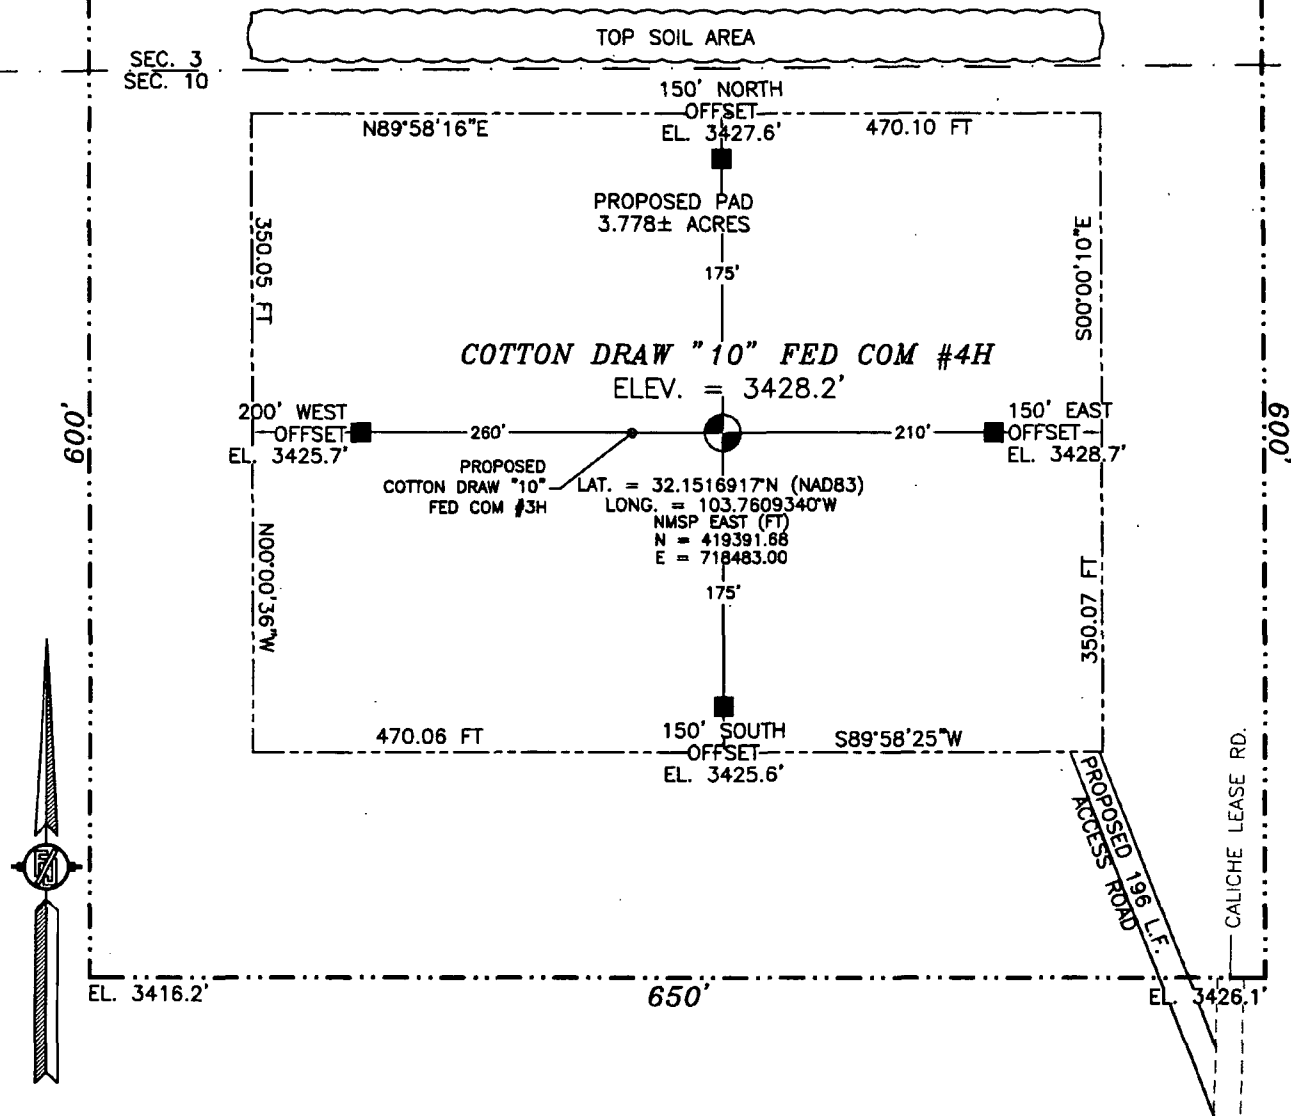 TOP SOIL AREA
SEC. 3
SEC. 10
150' NORTH
OFFSET
EL. 3427.6'
N89°58'16"E
470.10 FT
PROPOSED PAD
3.778± ACRES
350.05 FT
S00°00'10"E
175'
COTTON DRAW "10" FED COM #4H
ELEV. = 3428.2'
600'
200' WEST
OFFSET
EL. 3425.7'
260'
210'
150' EAST
OFFSET
EL. 3428.7'
600'
PROPOSED
COTTON DRAW "10"
FED COM #3H
LAT. = 32.1516917°N (NAD83)
LONG. = 103.7609340°W
NMSP EAST (FT)
N = 419391.68
E = 718483.00
N00°00'36"W
350.07 FT
175'
470.06 FT
150' SOUTH
OFFSET
EL. 3425.6'
S89°58'25"W
PROPOSED 196 L.F.
ACCESS ROAD
CALICHE LEASE RD.
EL. 3416.2'
650'
EL. 3426.1'